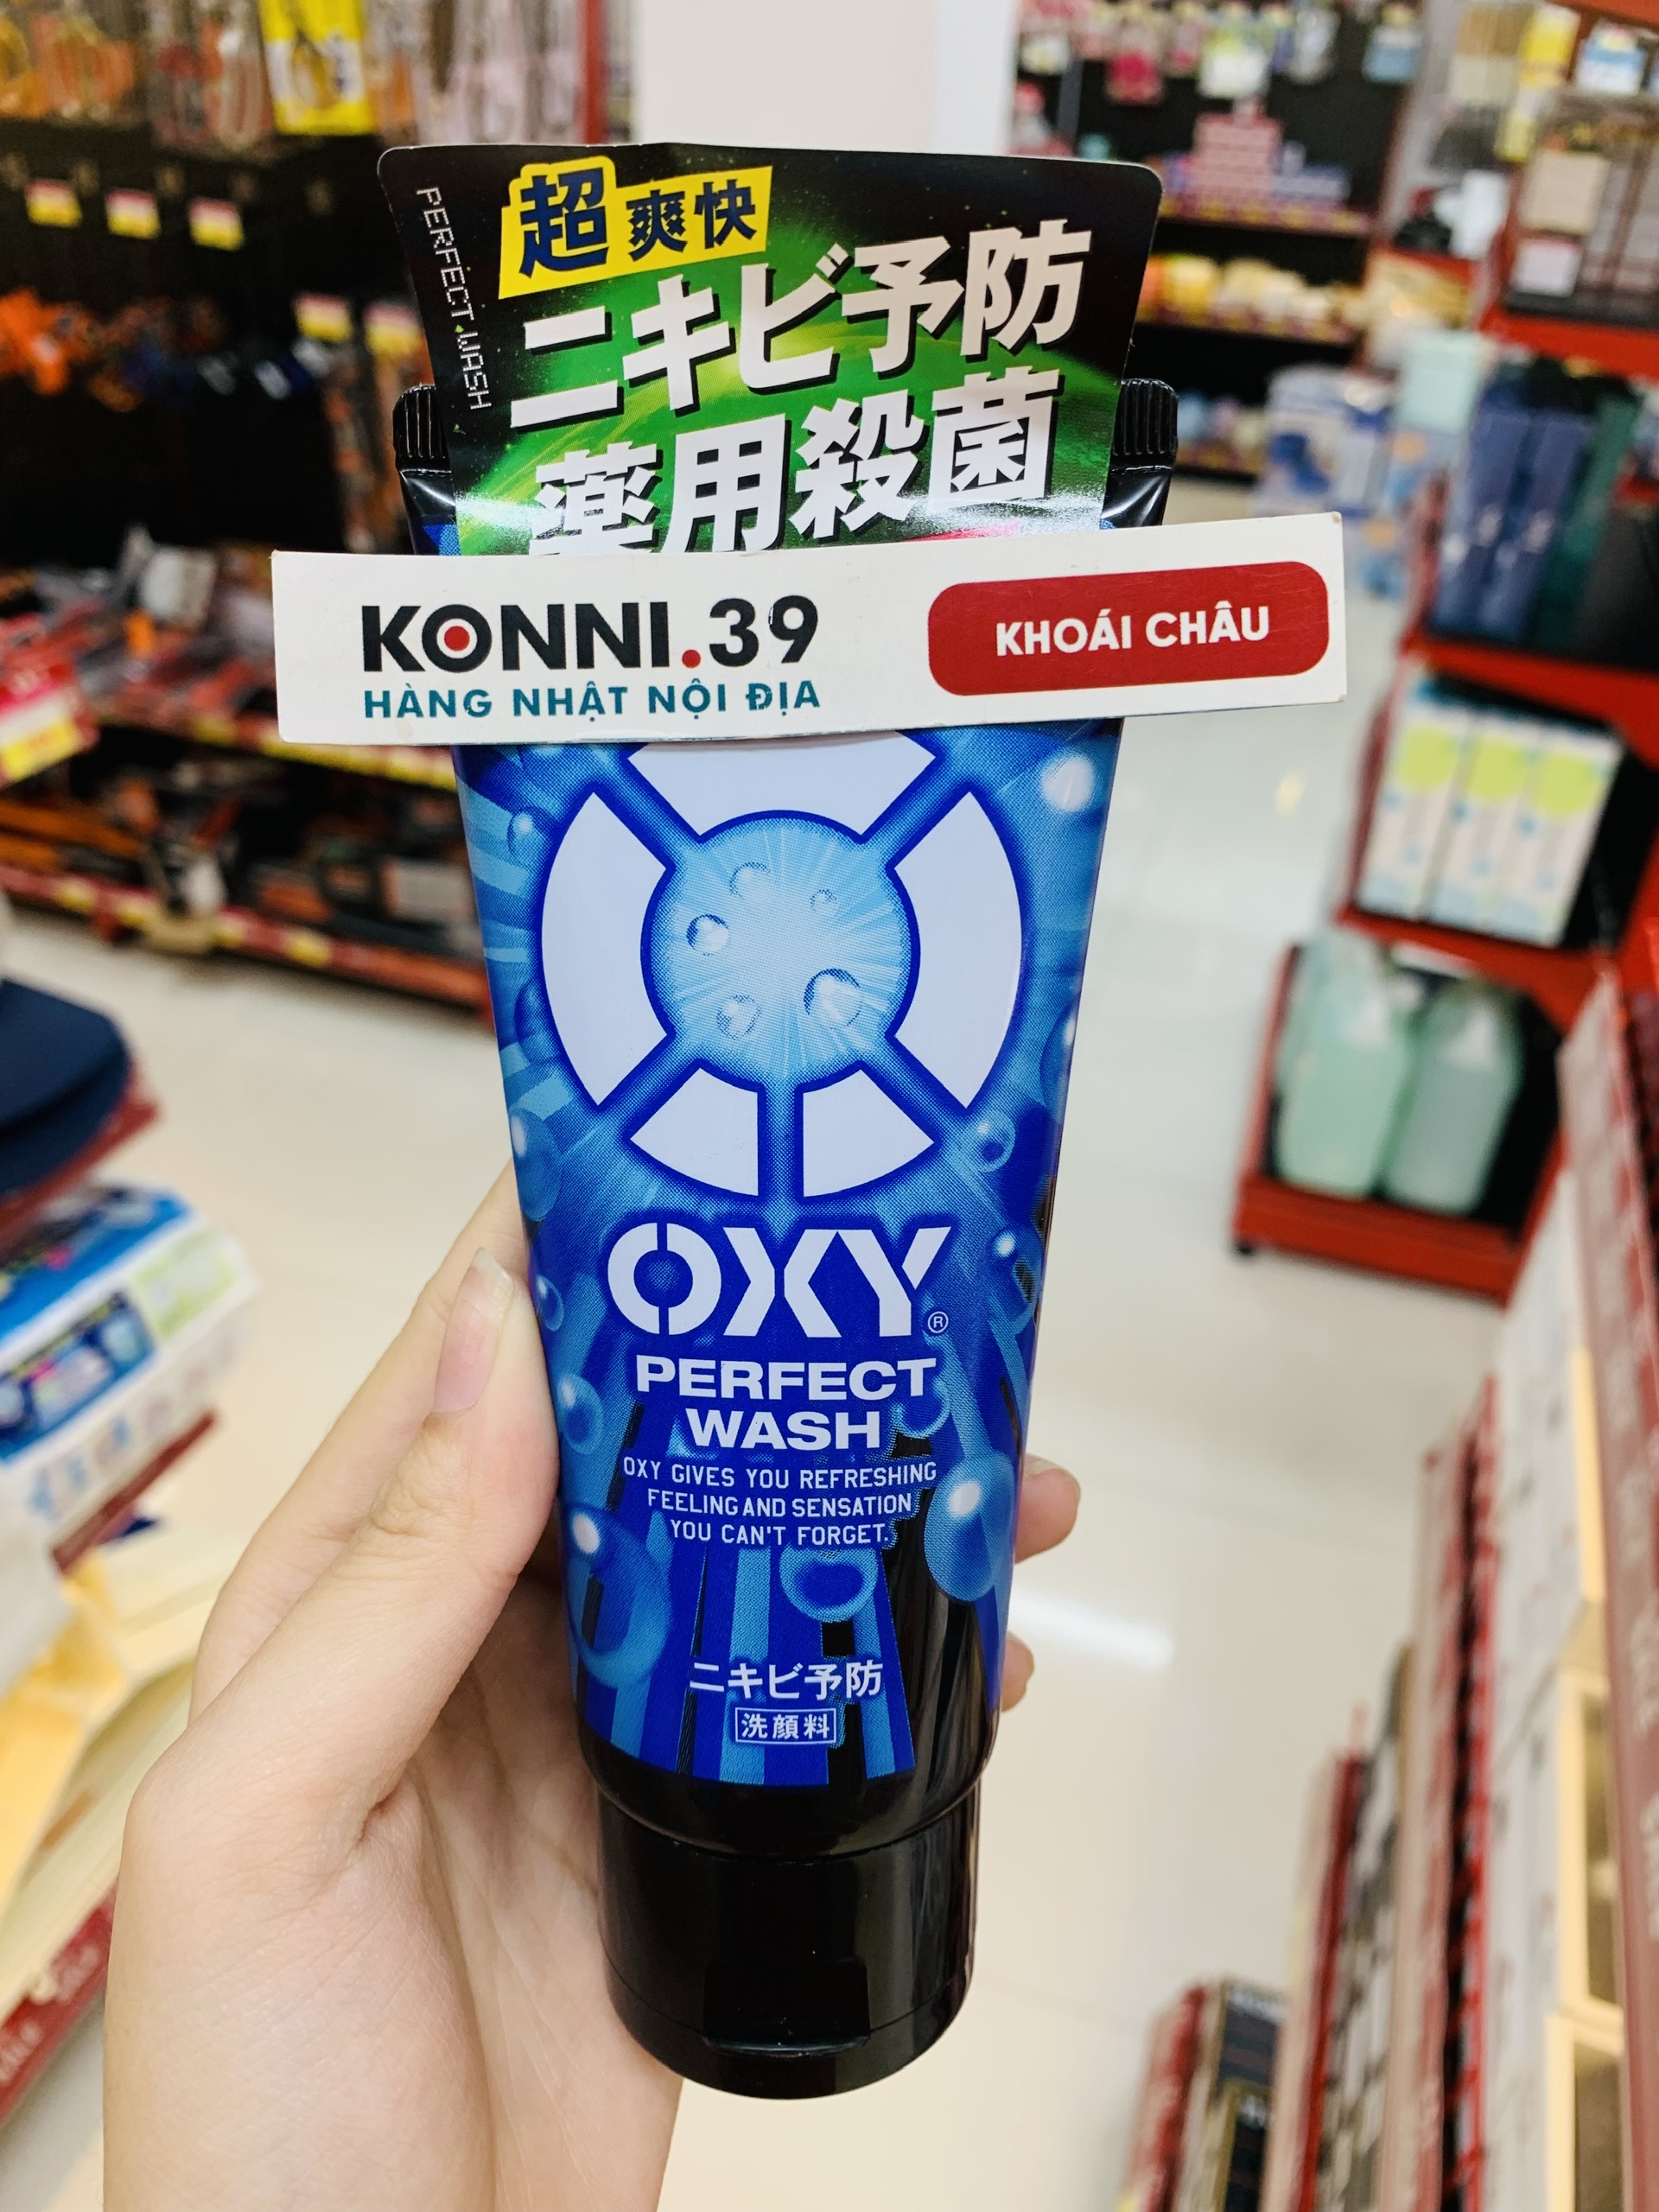 PERFECT WASH
超爽快
ニキビ予防
薬用殺菌
KONNI.39
HÀNG NHẬT NỘI ĐỊA
KHOÁI CHÂU
OXY®
PERFECT
WASH
OXY GIVES YOU REFRESHING
FEELING AND SENSATION
YOU CAN'T FORGET.
ニキビ予防
洗顔料